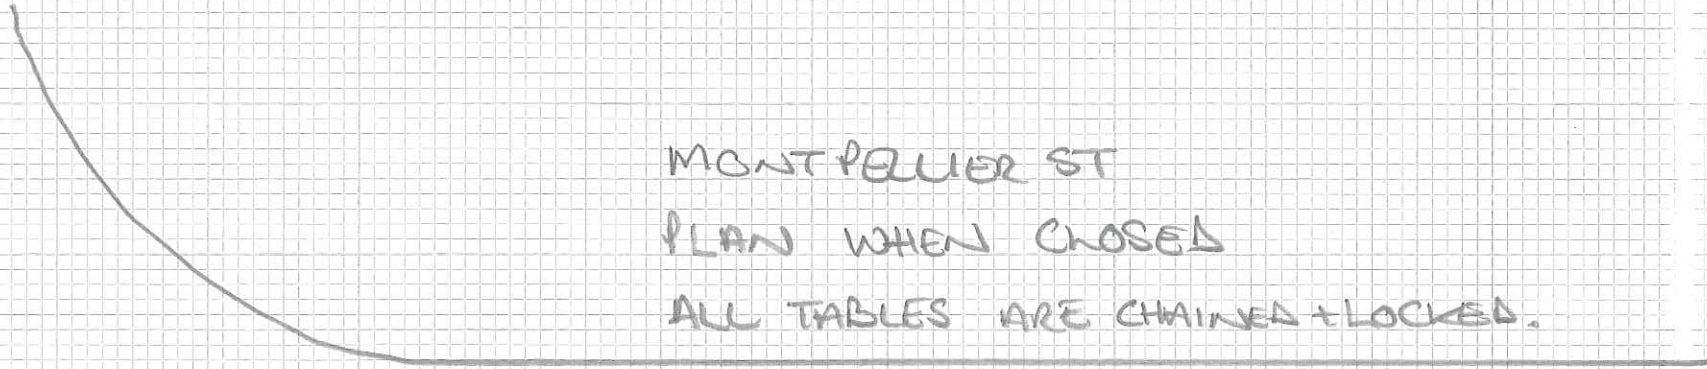 MONTPELLIER ST
PLAN WHEN CLOSED
ALL TABLES ARE CHAINED + LOCKED.